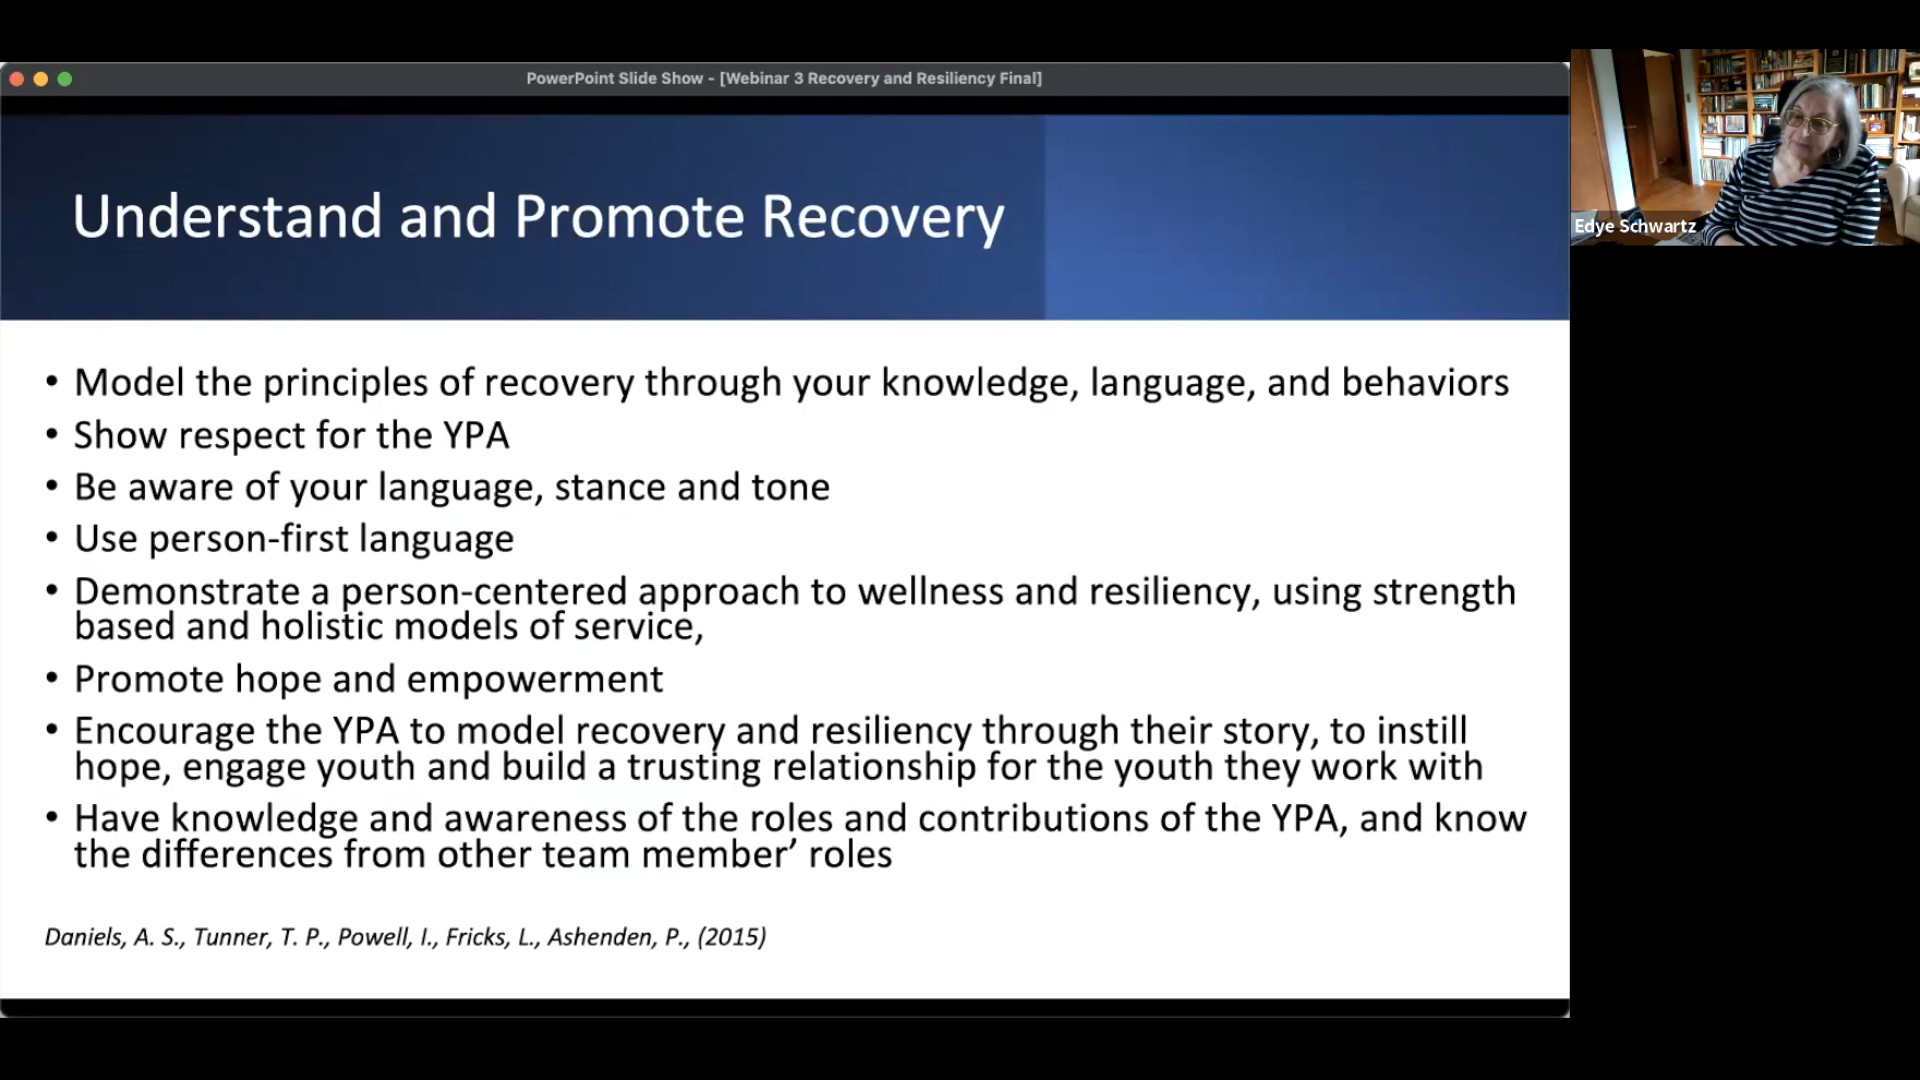 PowerPoint Slide Show - [Webinar 3 Recovery and Resiliency Final]
Understand and Promote Recovery
• Model the principles of recovery through your knowledge, language, and behaviors
• Show respect for the YPA
• Be aware of your language, stance and tone
• Use person-first language
• Demonstrate a person-centered approach to wellness and resiliency, using strength
based and holistic models of service,
• Promote hope and empowerment
• Encourage the YPA to model recovery and resiliency through their story, to instill
hope, engage youth and build a trusting relationship for the youth they work with
• Have knowledge and awareness of the roles and contributions of the YPA, and know
the differences from other team member’ roles
Daniels, A. S., Tunner, T. P., Powell, I., Fricks, L., Ashenden, P., (2015)
Edye Schwartz